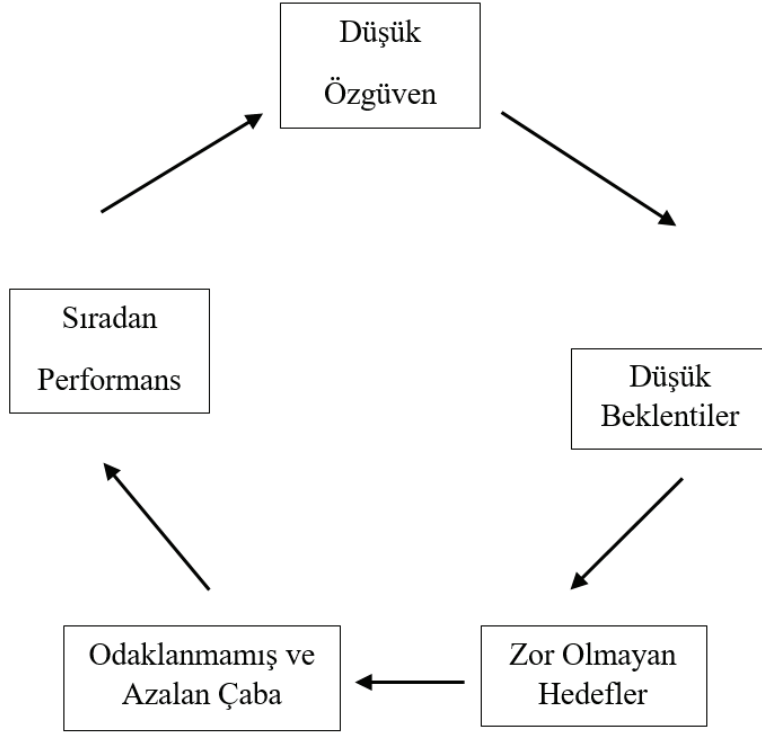 Düşük
Özgüven
Sıradan
Performans
Düşük
Beklentiler
Odaklanmamış ve
Azalan Çaba
Zor Olmayan
Hedefler